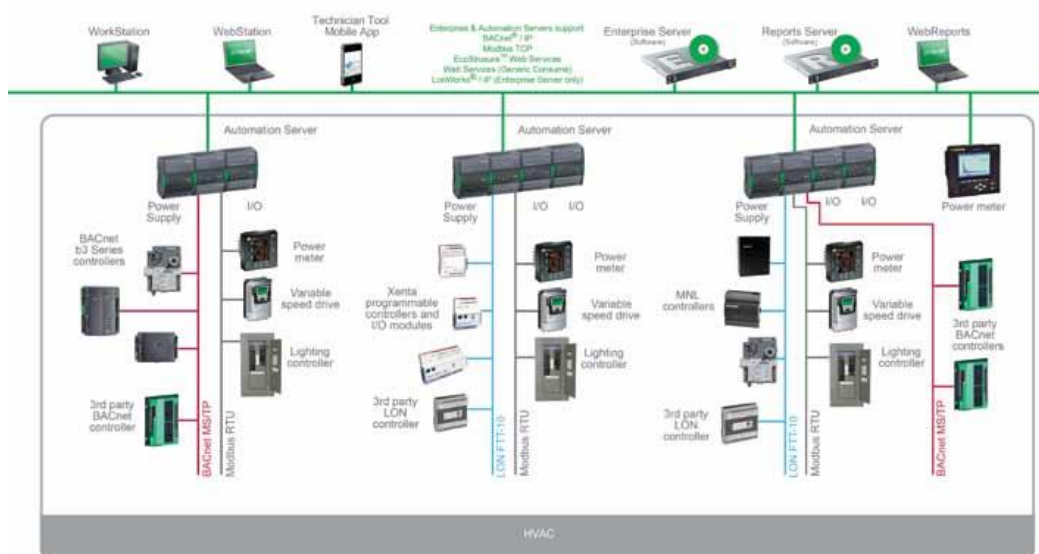 WorkStation
WebStation
Technician Tool
Mobile App
Enterprise & Automation Servers support
BACnet® / IP
Modbus TCP
EcoStruxure™ Web Services
Web Services (Generic Consume)
LonWorks® / IP (Enterprise Server only)
Enterprise Server
(Software)
Reports Server
(Software)
WebReports
Automation Server
Automation Server
Automation Server
Power
Supply
I/O
Power
Supply
I/O
I/O
Power
Supply
I/O
I/O
Power meter
BACnet
b3 Series
controllers
Power
meter
Variable
speed drive
Lighting
controller
3rd party
BACnet
controller
BACnet MS/TP
Modbus RTU
Xenta
programmable
controllers and
I/O modules
Power
meter
Variable
speed drive
Lighting
controller
3rd party
LON
controller
LON FTT-10
Modbus RTU
MNL
controllers
Power
meter
Variable
speed drive
Lighting
controller
3rd party
LON
controller
LON FTT-10
Modbus RTU
3rd party
BACnet
controllers
BACnet MS/TP
E
R
HVAC